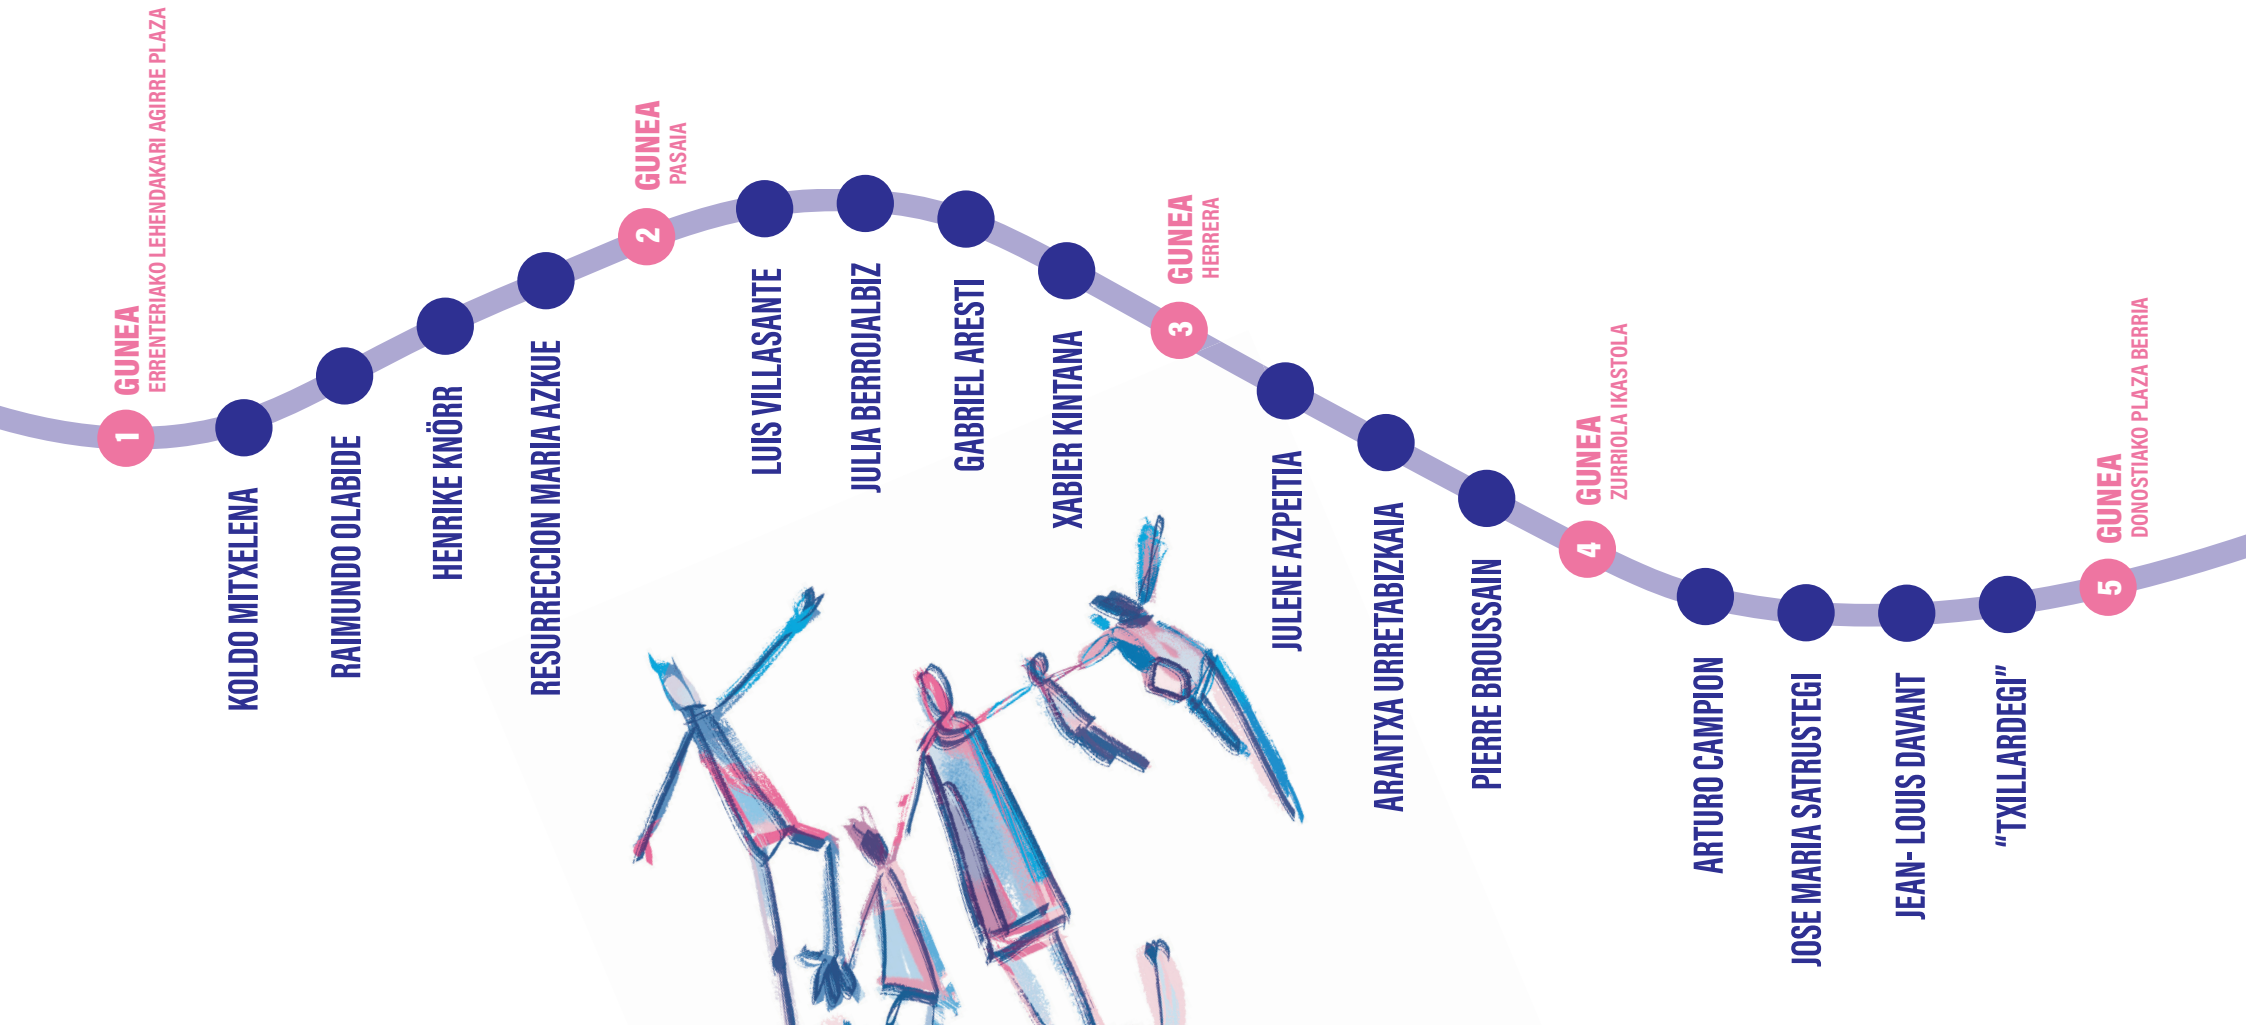 1
GUNEA
ERRENTERIAKO LEHENDAKARI AGIRRE PLAZA
KOLDO MITXELENA
RAIMUNDO OLABIDE
HENRIKE KNÖRR
RESURRECCION MARIA AZKUE
2
GUNEA
PASAIA
LUIS VILLASANTE
JULIA BERROJALBIZ
GABRIEL ARESTI
XABIER KINTANA
3
GUNEA
HERRERA
JULENE AZPEITIA
ARANTXA URRETABIZKAIA
PIERRE BROUSSAIN
4
GUNEA
ZURRIOLA IKASTOLA
ARTURO CAMPION
JOSE MARIA SATRUSTEGI
JEAN- LOUIS DAVANT
“TXILLARDEGI”
5
GUNEA
DONOSTIAKO PLAZA BERRIA